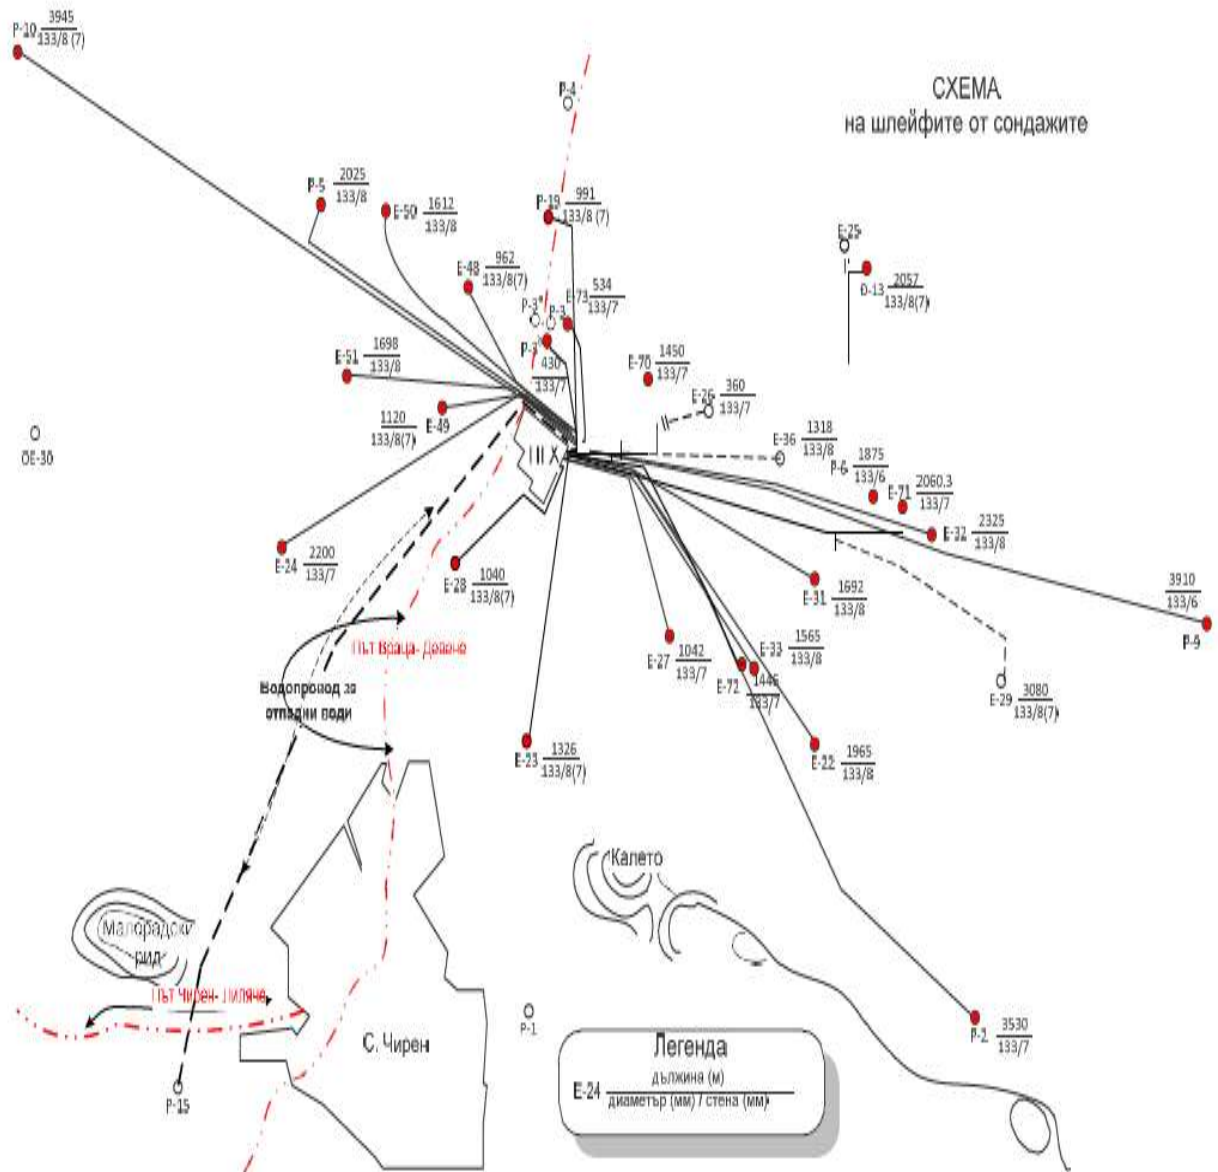 СХЕМА
на шлейфите от сондажите
P-10 3945
133/8 (7)
P-4
P-5 2025
133/8
E-50 1612
133/8
P-19 991
133/8 (7)
E-25
E-48 962
133/8(7)
E-73 534
133/7
P-3"
P-3
P-3'
430
133/7
2057
133/8(7)
E-51 1698
133/8
E-70 1450
133/7
E-26 360
133/7
1120
133/8(7)
E-49
E-36 1318
133/8
OE-30
P-6 1875
133/6
E-71 2060.3
133/7
E-32 2325
133/8
E-24 2200
133/7
E-28 1040
133/8(7)
E-31 1692
133/8
3910
133/6
P-9
Път Враца- Девене
E-27 1042
133/7
E-33 1565
133/8
E-72 1446
133/7
E-29 3080
133/8(7)
Водопровод за
отпадни води
E-23 1326
133/8(7)
E-22 1965
133/8
Калето
Малорадски
рид
Път Чирен- Лиляче
С. Чирен
P-1
P-2 3530
133/7
P-15
Легенда
E-24 дължина (м)
диаметър (мм) / стена (мм)